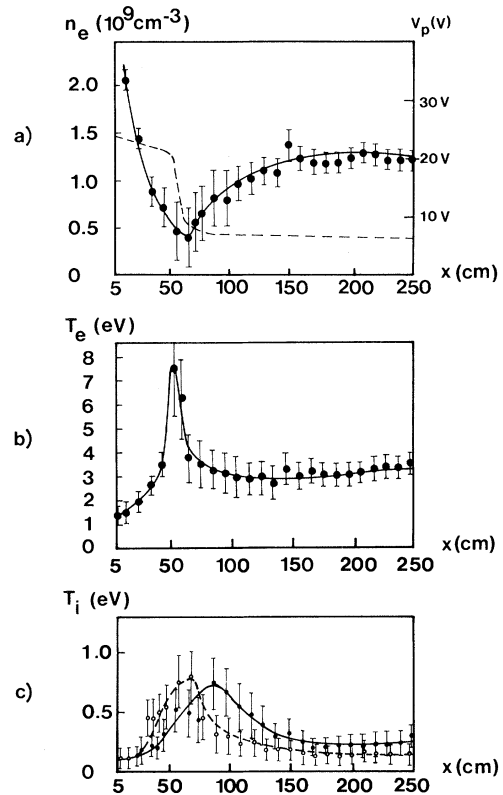 n_e (10^9 cm^-3)
V_p (V)
2.0
1.5
1.0
0.5
0
30 V
20 V
10 V
a)
5 50 100 150 200 250
x (cm)
T_e (eV)
8
7
6
5
4
3
2
1
0
b)
5 50 100 150 200 250
x (cm)
T_i (eV)
1.0
0.5
0
c)
5 50 100 150 200 250
x (cm)